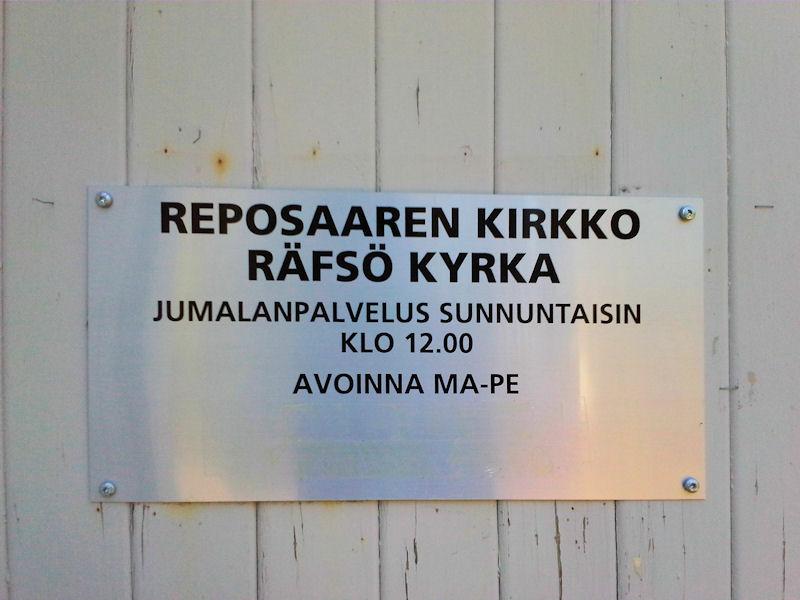 REPOSAAREN KIRKKO
RÄFSÖ KYRKA
JUMALANPALVELUS SUNNUNTAISIN
KLO 12.00
AVOINNA MA-PE